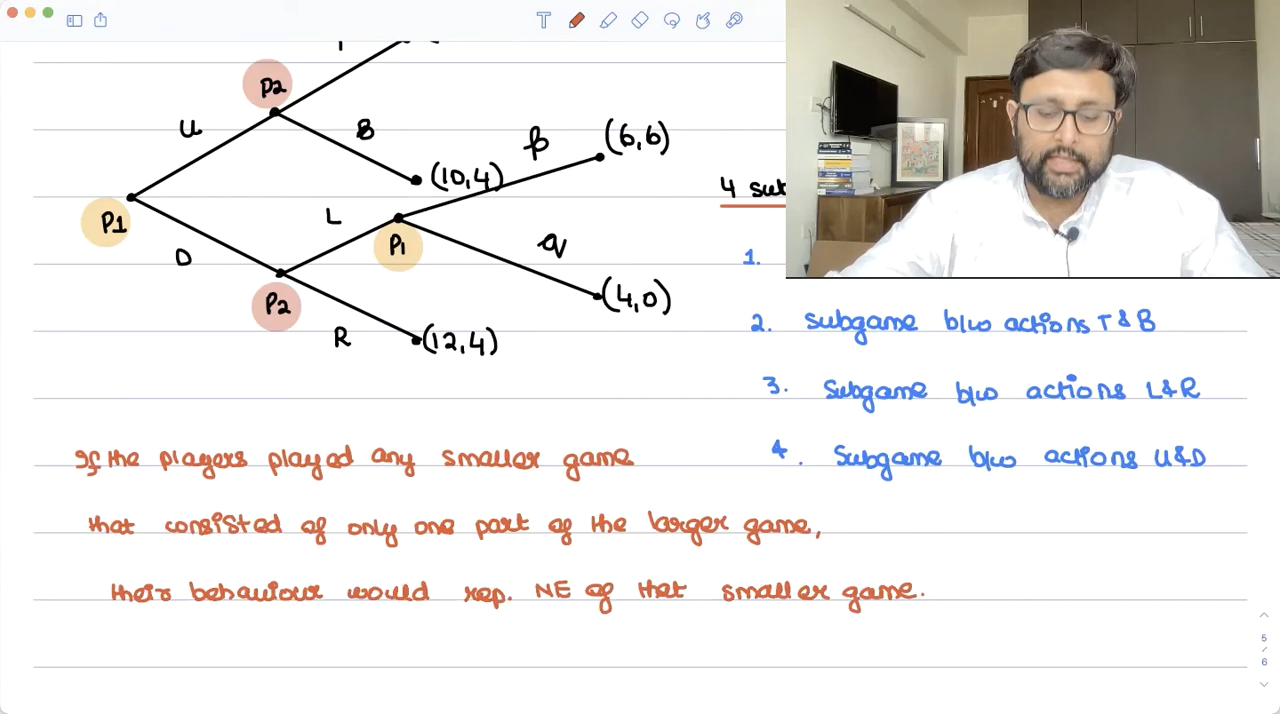 P2
U
B
β
(6,6)
(10,4)
4
L
P1
P1
1.
D
q
P2
(4,0)
2. Subgame b/w actions T & B
R
(12,4)
3. Subgame b/w actions L & R
If the players played any smaller game
4. Subgame b/w actions U & D
that consisted of only one part of the larger game,
their behaviour would rep. NE of that smaller game.
5
/
6